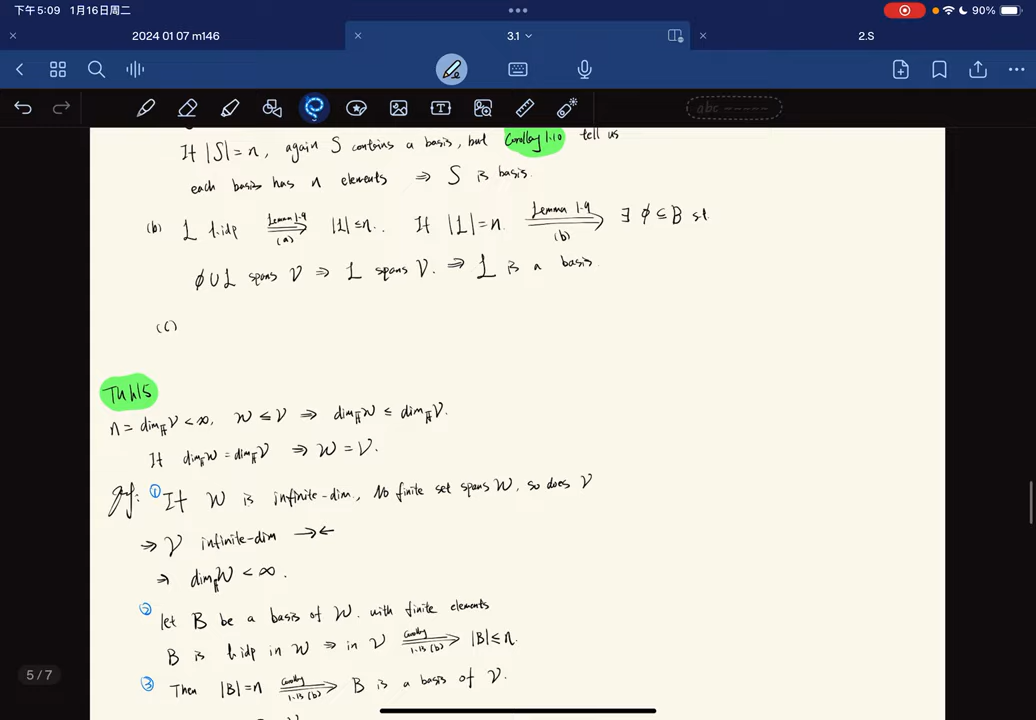 下午5:09 1月16日周二
90%
2024 01 07 m146
3.1
2.S
abc
If |S|=n, again S contains a basis, but Corollary 1.10 tell us
each basis has n elements ⇒ S is basis.
(b) L l.idp Lemma 1.9 (a) ⇒ |L|≤n. If |L|=n. Lemma 1.9 (b) ⇒ ∃ ϕ ⊆ B st.
ϕ ∪ L spans V ⇒ L spans V. ⇒ L is a basis.
(c)
n = dim_F V < ∞, W ≤ V ⇒ dim_F W ≤ dim_F V.
If dim_F W = dim_F V ⇒ W = V.
pf: ① If W is infinite-dim, No finite set spans W, so does V
⇒ V infinite-dim →←
⇒ dim_F W < ∞.
② let B be a basis of W. with finite elements
B is l.idp in W ⇒ in V Corollary 1.13 (b) ⇒ |B| ≤ n.
③ Then |B|=n Corollary 1.13 (b) ⇒ B is a basis of V.
5 / 7